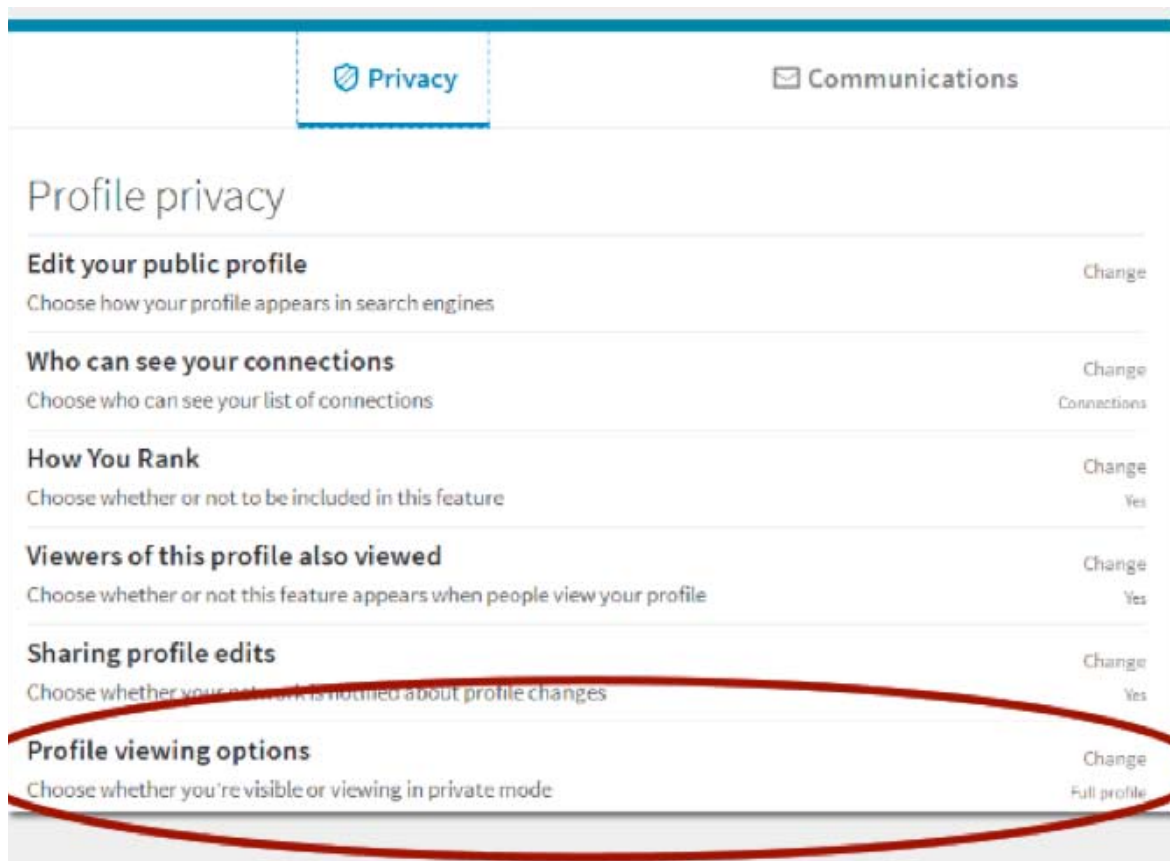 Privacy
Communications
Profile privacy
Edit your public profile
Change
Choose how your profile appears in search engines
Who can see your connections
Change
Choose who can see your list of connections
Connections
How You Rank
Change
Choose whether or not to be included in this feature
Yes
Viewers of this profile also viewed
Change
Choose whether or not this feature appears when people view your profile
Yes
Sharing profile edits
Change
Choose whether your network is notified about profile changes
Yes
Profile viewing options
Change
Choose whether you're visible or viewing in private mode
Full profile